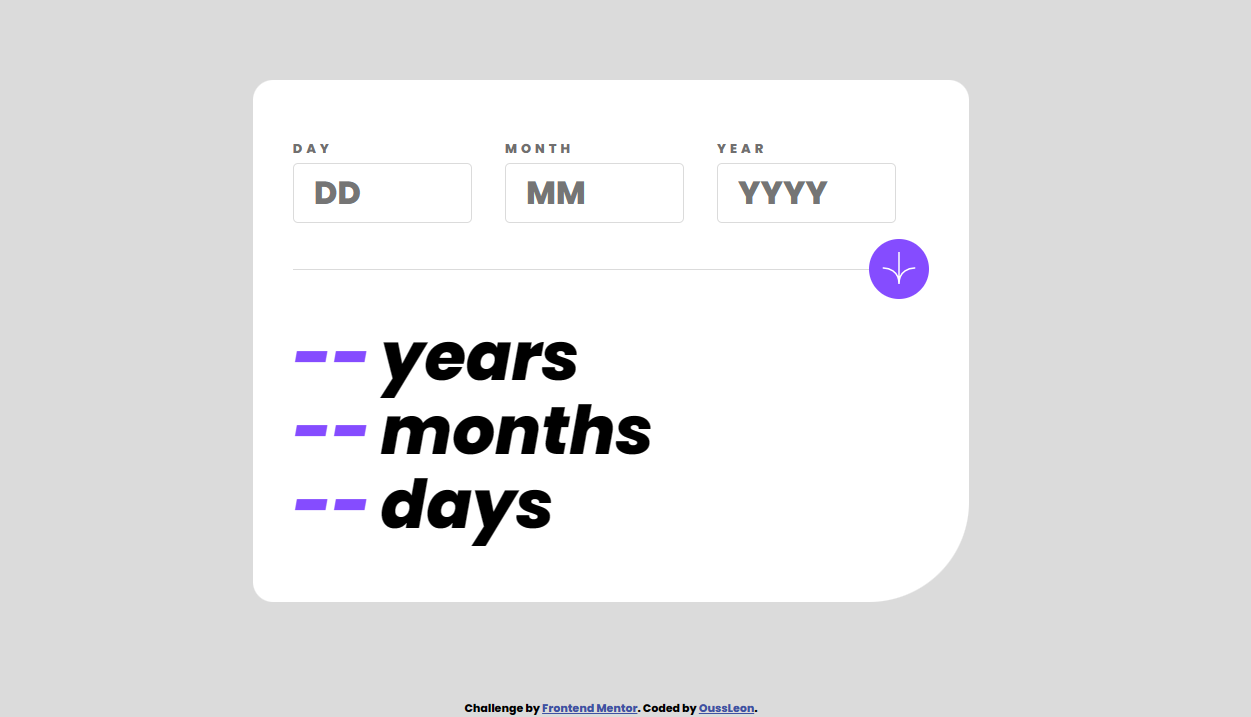 DAY MONTH YEAR
DD MM YYYY
-- years
-- months
-- days
Challenge by Frontend Mentor. Coded by OussLeon.